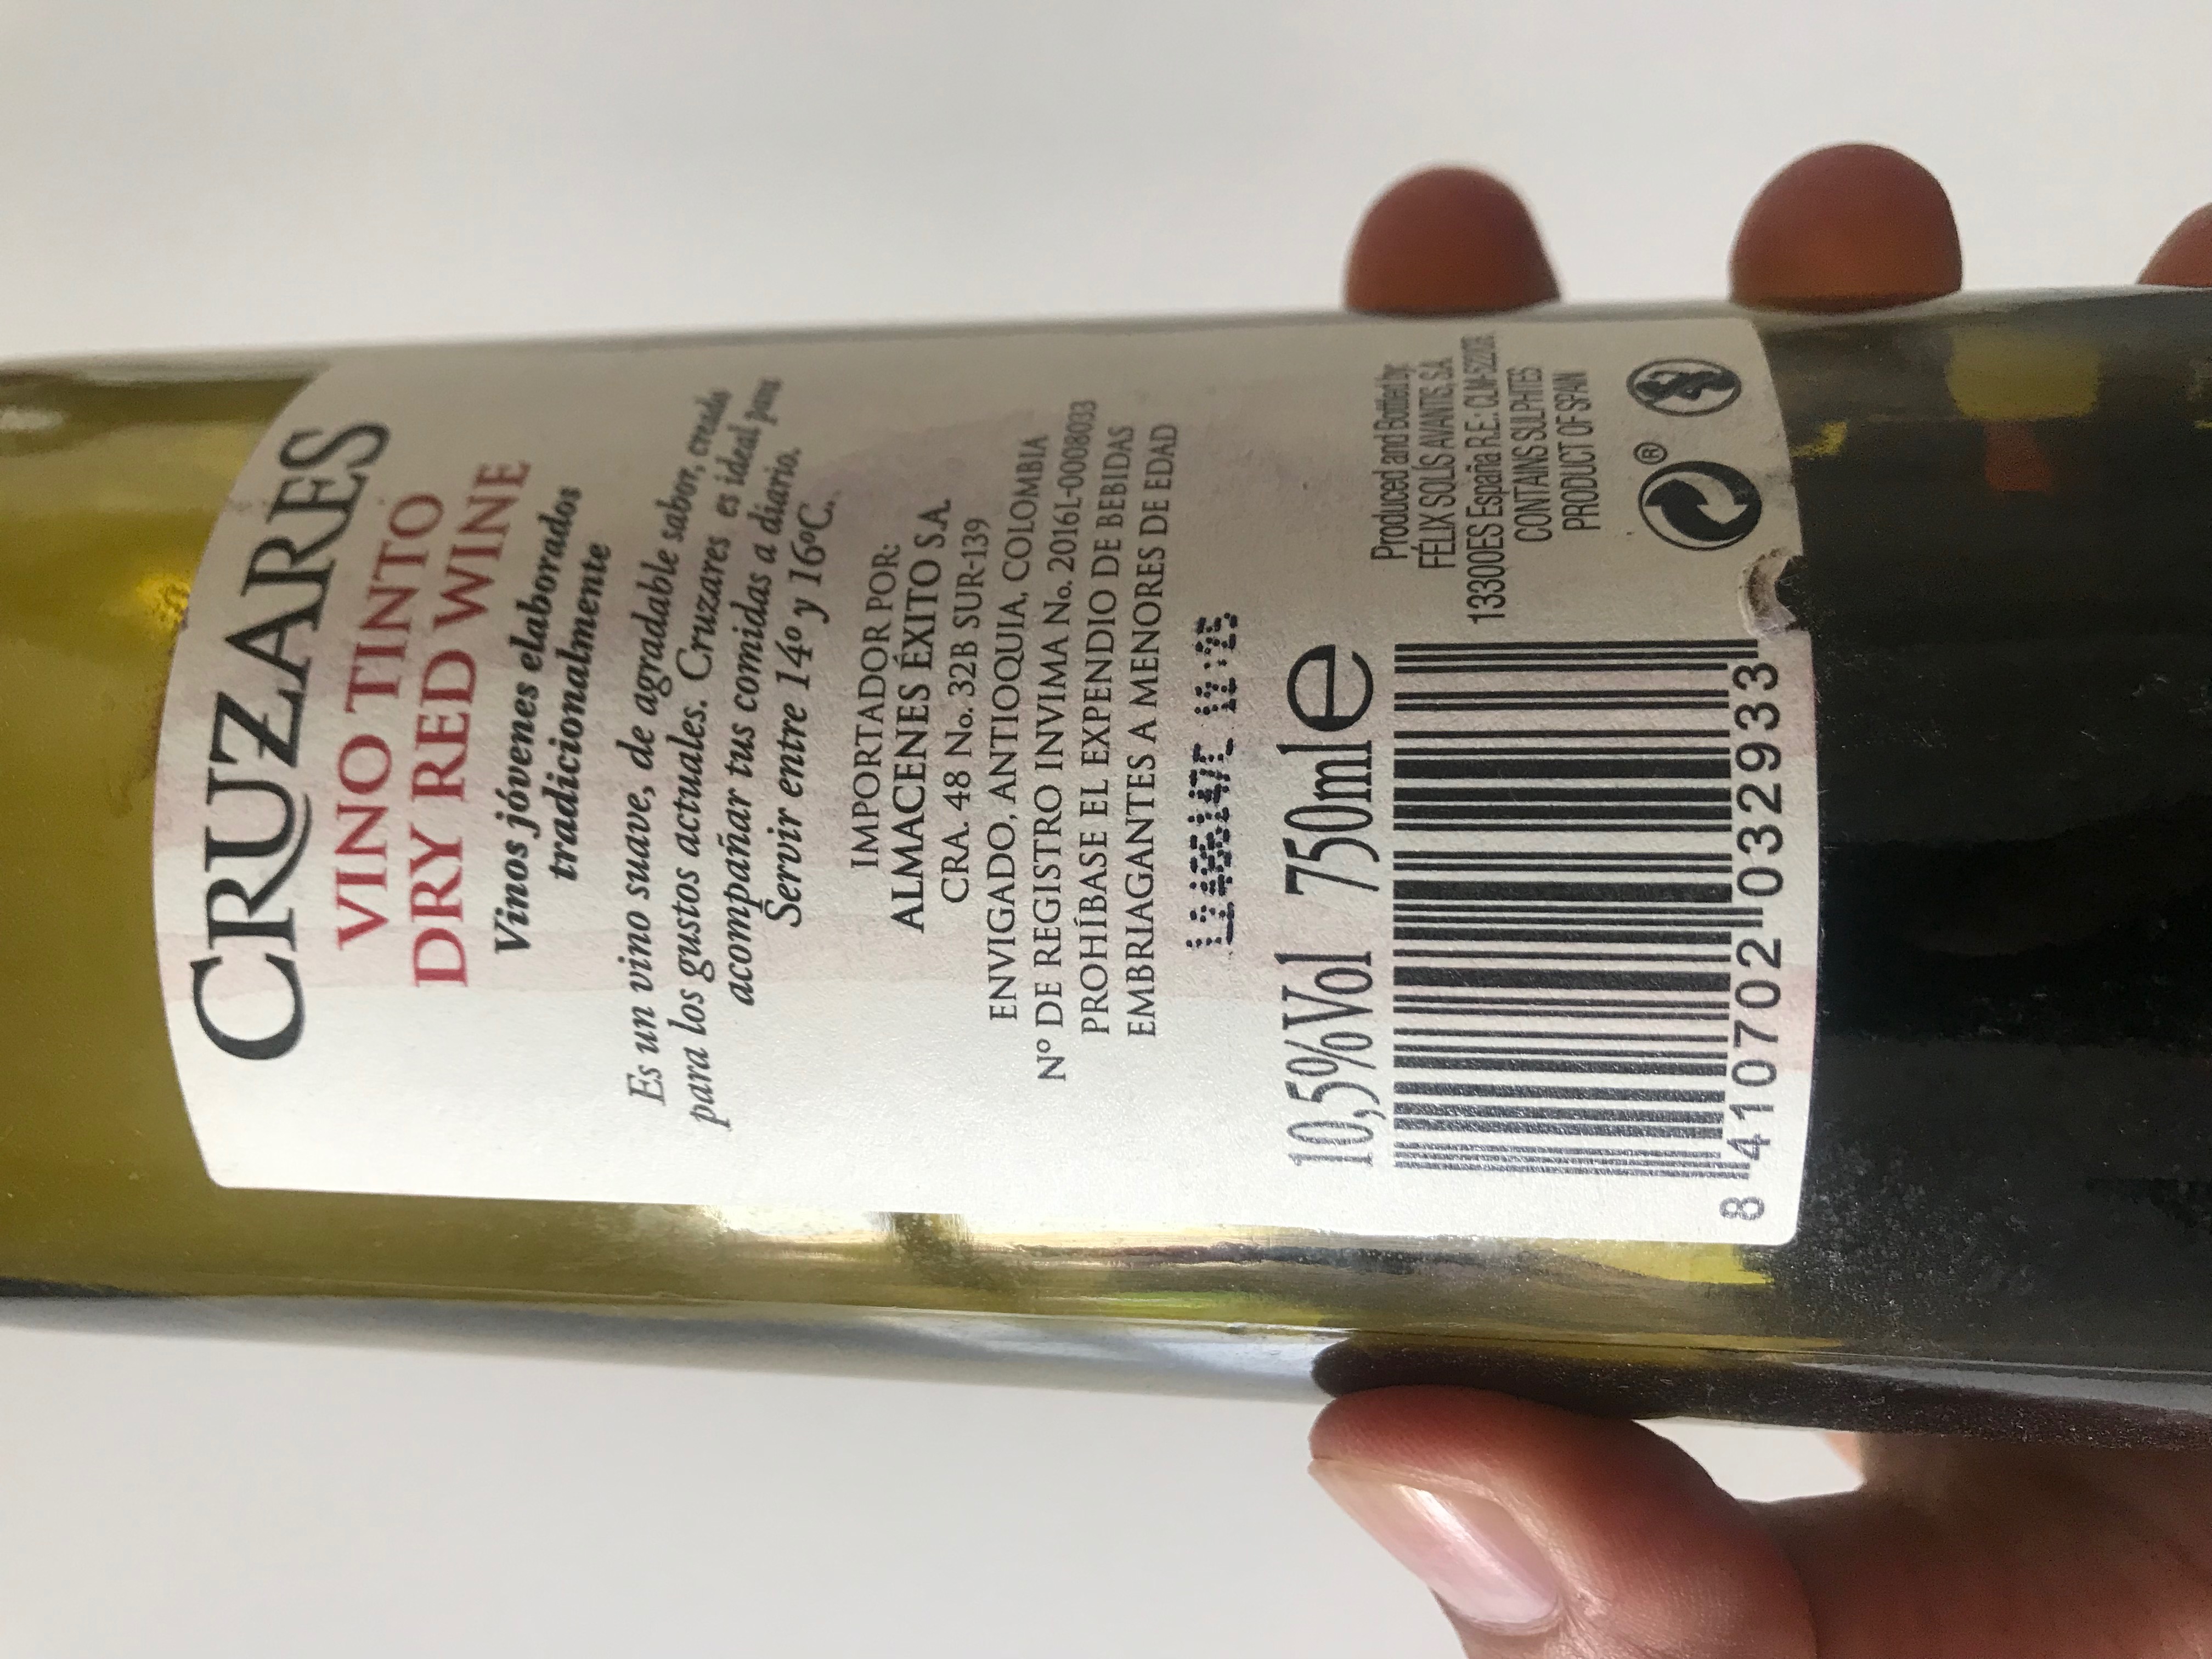 CRUZARES
VINO TINTO
DRY RED WINE
Vinos jóvenes elaborados
tradicionalmente
Es un vino suave, de agradable sabor, creado
para los gustos actuales. Cruzares es ideal para
acompañar tus comidas a diario.
Servir entre 14º y 16ºC.
IMPORTADOR POR:
ALMACENES ÉXITO S.A.
CRA. 48 No. 32B SUR-139
ENVIGADO, ANTIOQUIA, COLOMBIA
Nº DE REGISTRO INVIMA No. 2016L-0008033
PROHÍBASE EL EXPENDIO DE BEBIDAS
EMBRIAGANTES A MENORES DE EDAD
10,5%Vol 750ml e
Produced and Bottled by:
FÉLIX SOLÍS AVANTIS, S.A.
13300ES España R.E.:
CONTAINS SULPHITES
PRODUCT OF SPAIN
®
8 410702 032933